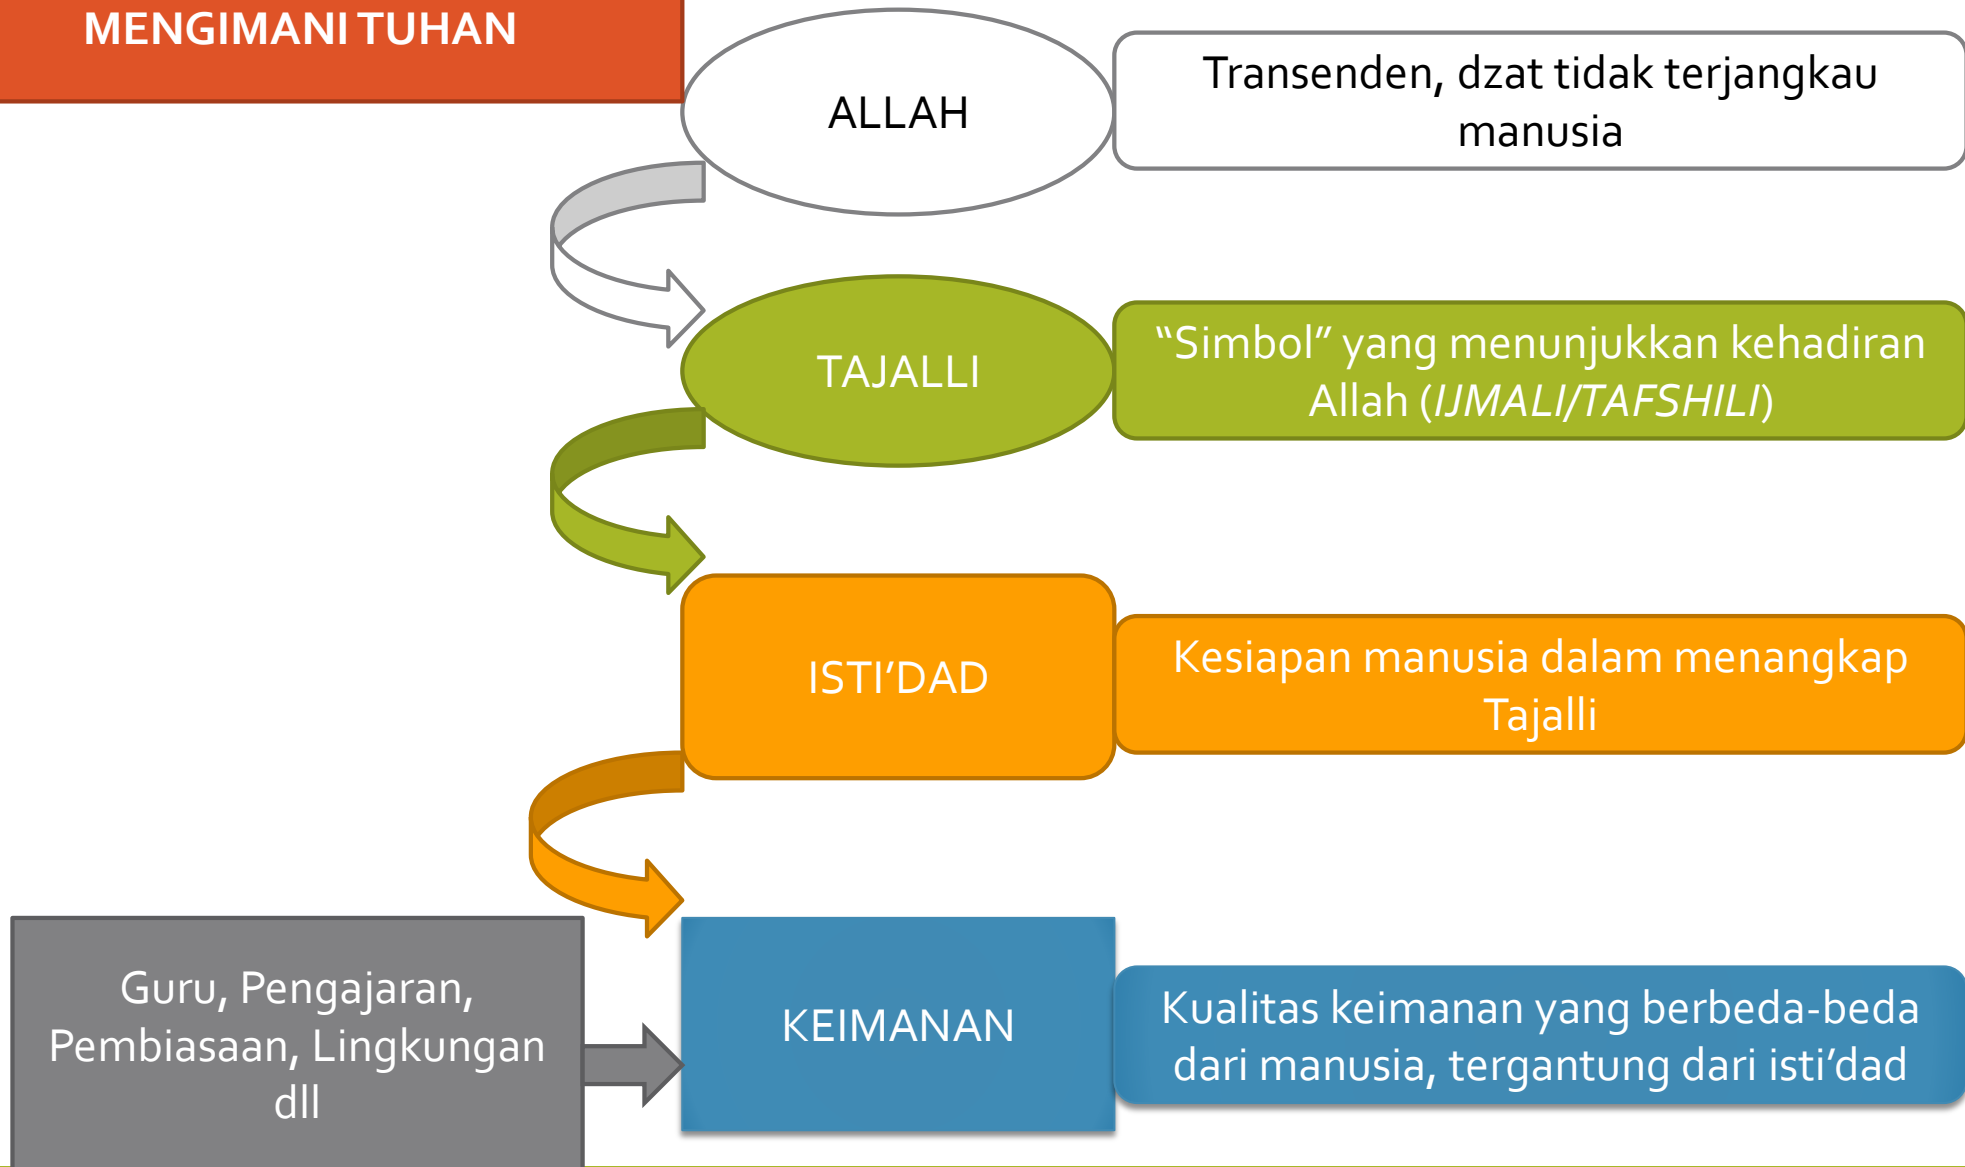 MENGIMANI TUHAN
ALLAH
Transenden, dzat tidak terjangkau
manusia
TAJALLI
“Simbol” yang menunjukkan kehadiran
Allah (IJMALI/TAFSHILI)
ISTI’DAD
Kesiapan manusia dalam menangkap
Tajalli
Guru, Pengajaran,
Pembiasaan, Lingkungan
dll
KEIMANAN
Kualitas keimanan yang berbeda-beda
dari manusia, tergantung dari isti’dad